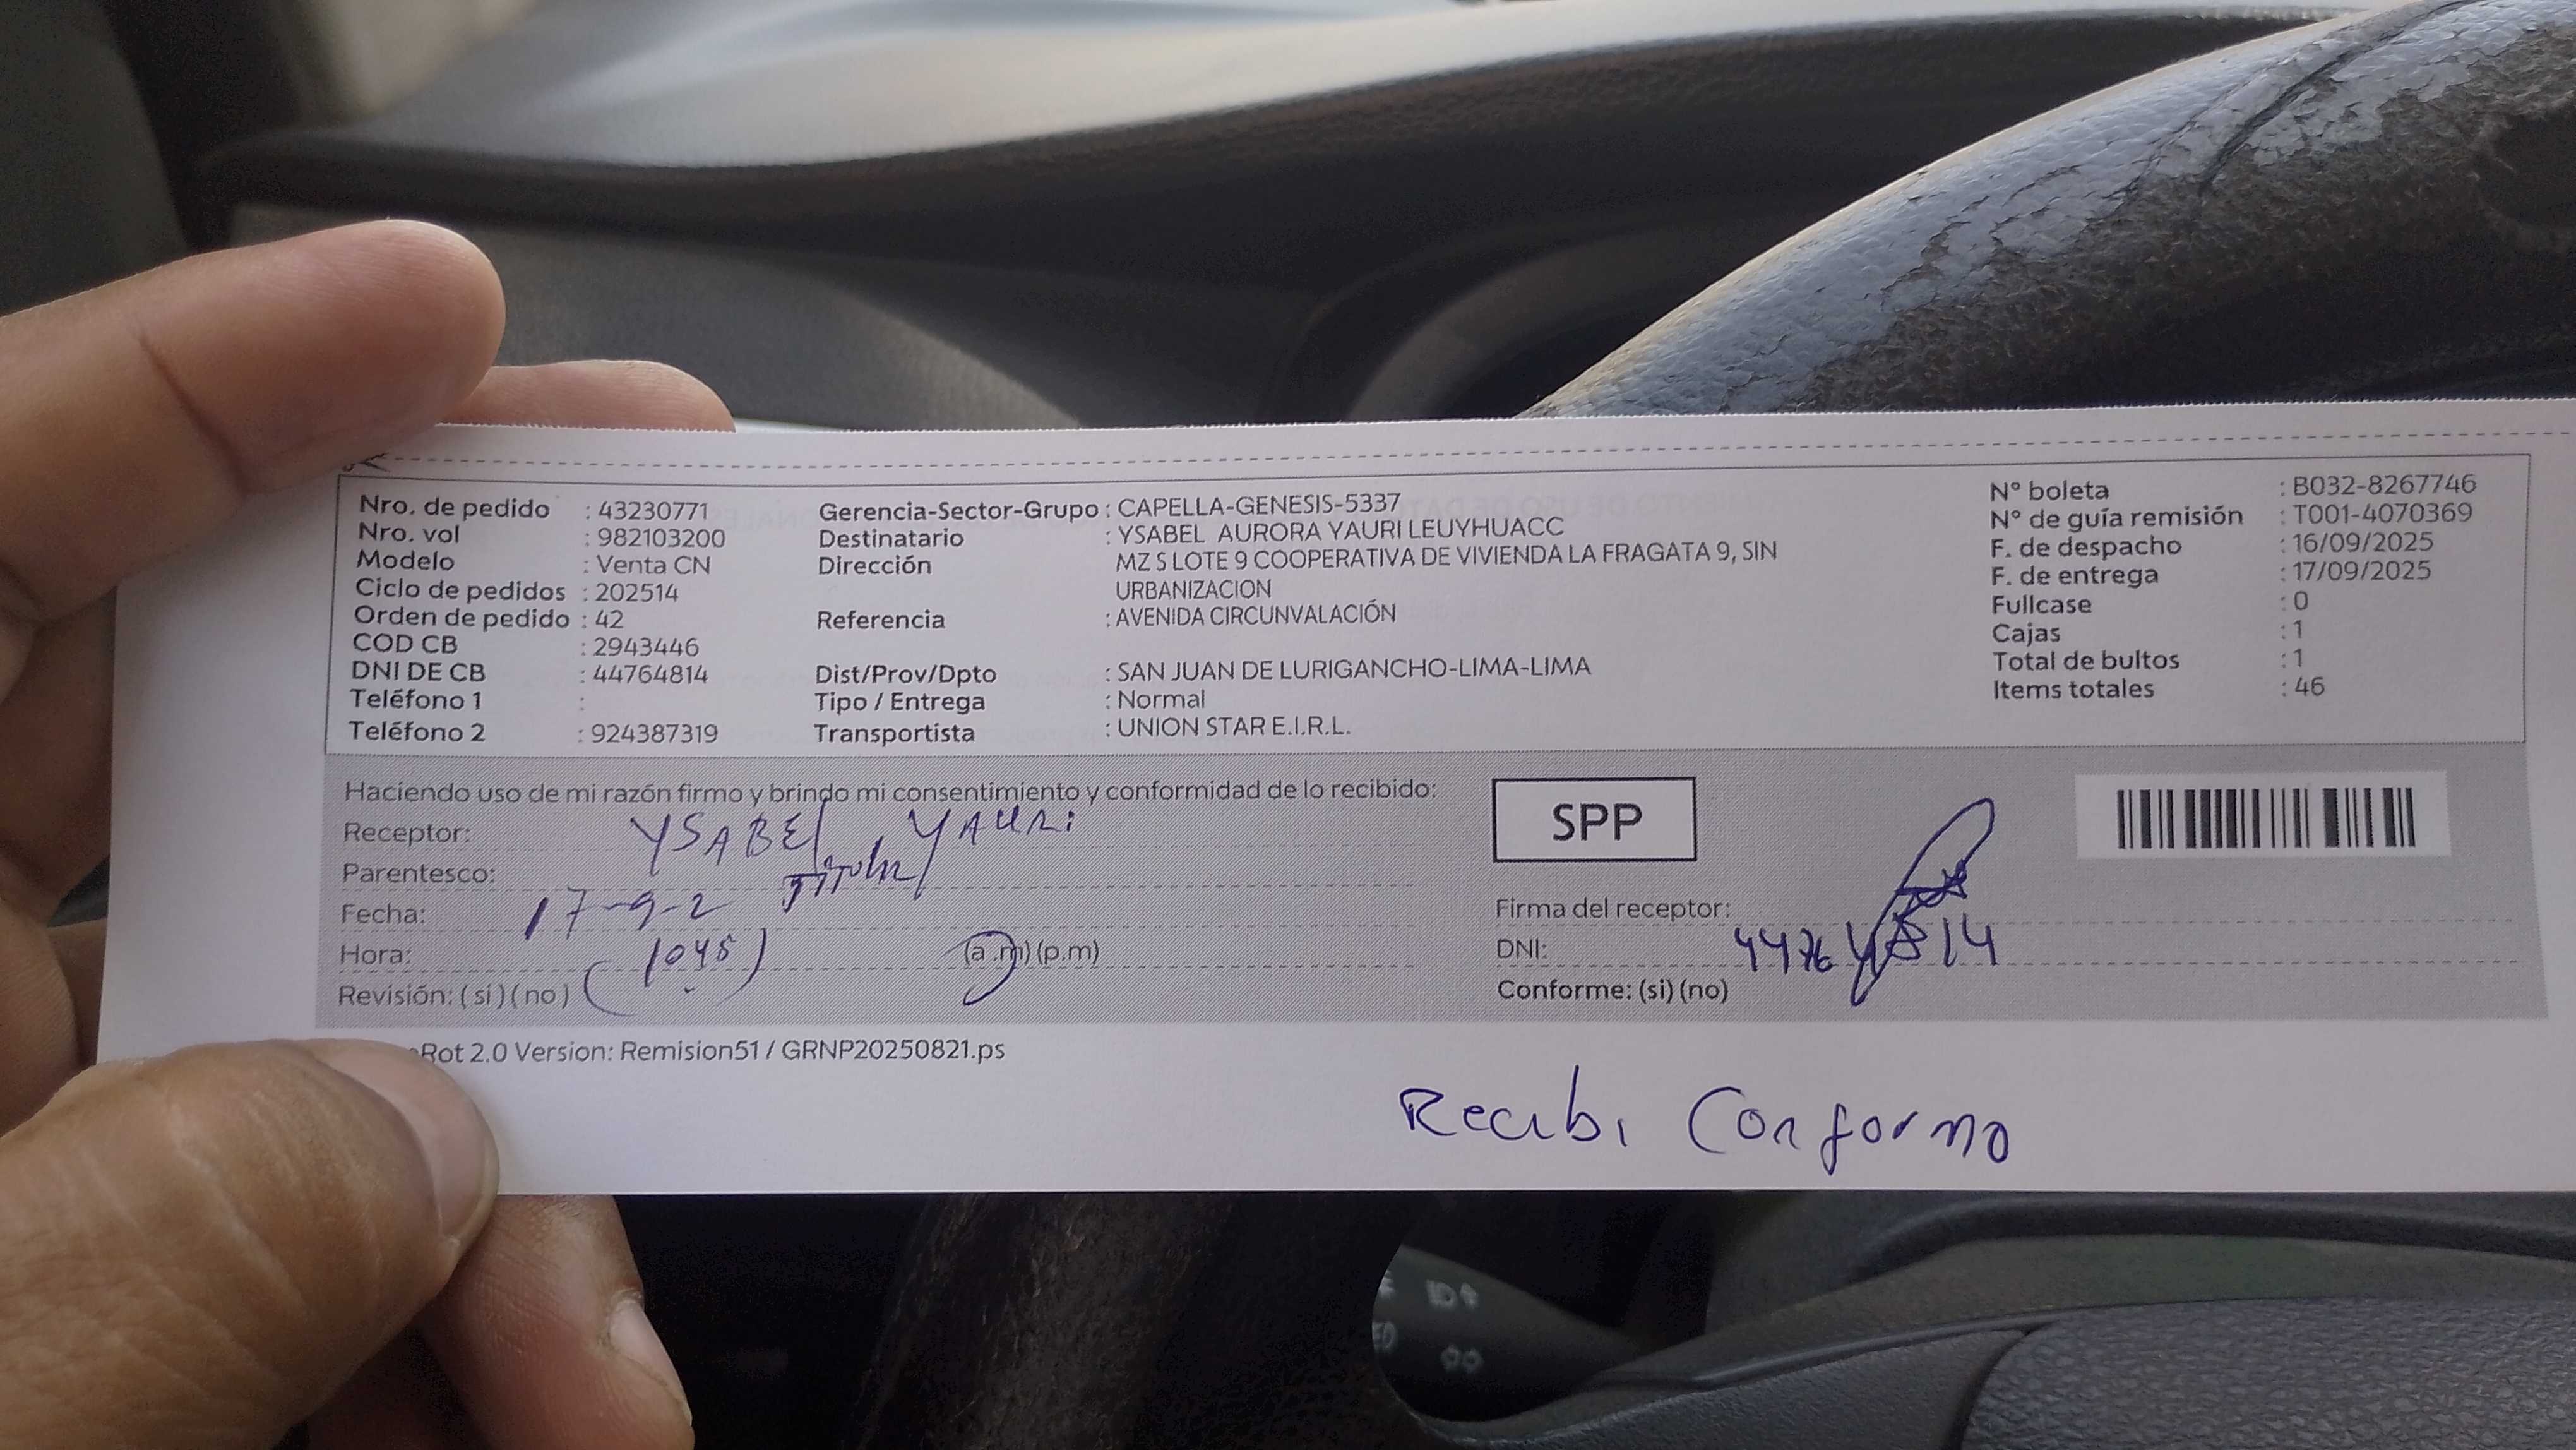 Nro. de pedido : 43230771
Nro. vol : 982103200
Modelo : Venta CN
Ciclo de pedidos : 202514
Orden de pedido : 42
COD CB : 2943446
DNI DE CB : 44764814
Teléfono 1 :
Teléfono 2 : 924387319
Gerencia-Sector-Grupo : CAPELLA-GENESIS-5337
Destinatario : YSABEL AURORA YAURI LEUYHUACC
Dirección MZ S LOTE 9 COOPERATIVA DE VIVIENDA LA FRAGATA 9, SIN
URBANIZACION
Referencia : AVENIDA CIRCUNVALACIÓN
Dist/Prov/Dpto : SAN JUAN DE LURIGANCHO-LIMA-LIMA
Tipo / Entrega : Normal
Transportista : UNION STAR E.I.R.L.
N° boleta : B032-8267746
N° de guía remisión : T001-4070369
F. de despacho : 16/09/2025
F. de entrega : 17/09/2025
Fullcase : 0
Cajas : 1
Total de bultos : 1
Items totales : 46
Haciendo uso de mi razón firmo y brindo mi consentimiento y conformidad de lo recibido:
Receptor: YSABEL YAURI
Parentesco: Titular
Fecha: 17-9-2
Hora: (1045) (a.m) (p.m)
Revisión: (si) (no)
SPP
Firma del receptor:
DNI: 44764814
Conforme: (si) (no)
Rot 2.0 Version: Remision51 / GRNP20250821.ps
Recibi Conformo